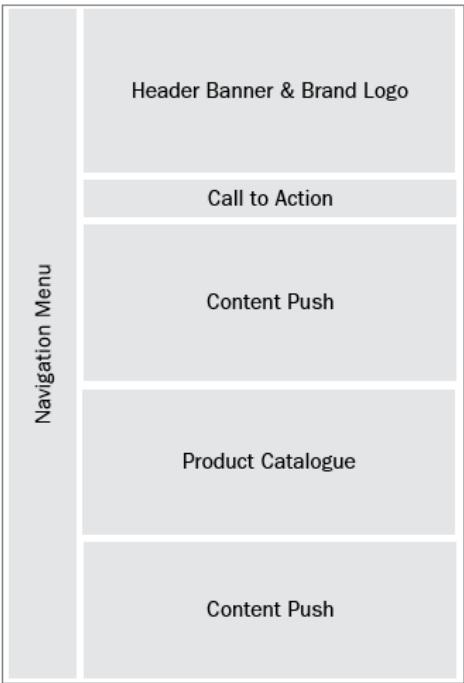 Navigation Menu
Header Banner & Brand Logo
Call to Action
Content Push
Product Catalogue
Content Push